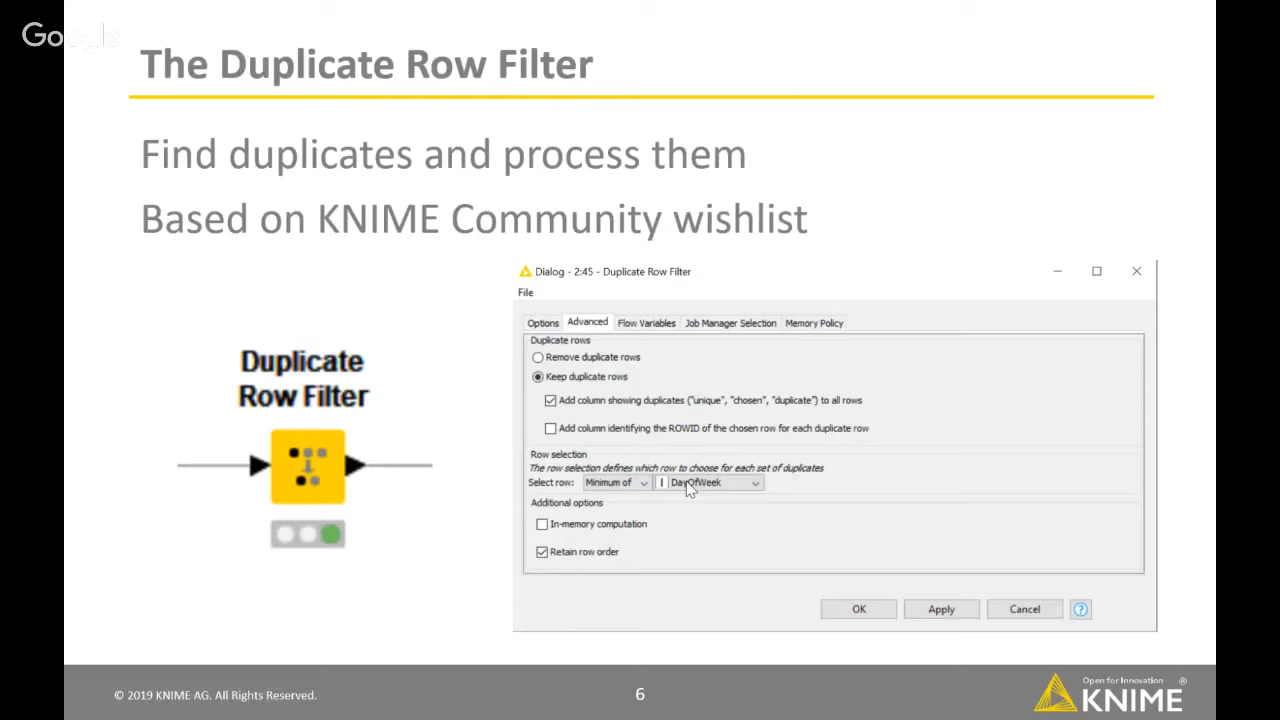 Google
The Duplicate Row Filter
Find duplicates and process them
Based on KNIME Community wishlist
Duplicate
Row Filter
Dialog - 2:45 - Duplicate Row Filter
File
Options Advanced Flow Variables Job Manager Selection Memory Policy
Duplicate rows
Remove duplicate rows
Keep duplicate rows
Add column showing duplicates ("unique", "chosen", "duplicate") to all rows
Add column identifying the ROWID of the chosen row for each duplicate row
Row selection
The row selection defines which row to choose for each set of duplicates
Select row: Minimum of I DayOfWeek
Additional options
In-memory computation
Retain row order
OK Apply Cancel ?
© 2019 KNIME AG. All Rights Reserved.
6
Open for Innovation ®
KNIME